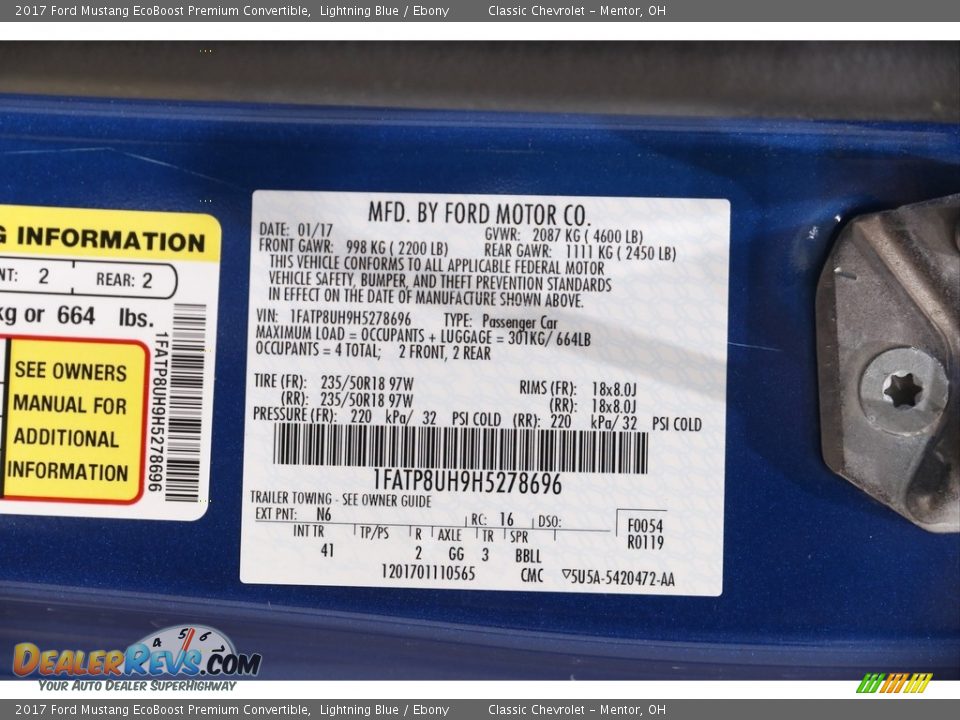 2017 Ford Mustang EcoBoost Premium Convertible, Lightning Blue / Ebony Classic Chevrolet - Mentor, OH
G INFORMATION
NT: 2 REAR: 2
kg or 664 lbs.
SEE OWNERS
MANUAL FOR
ADDITIONAL
INFORMATION
1FATP8UH9H5278696
MFD. BY FORD MOTOR CO.
DATE: 01/17 GVWR: 2087 KG ( 4600 LB)
FRONT GAWR: 998 KG ( 2200 LB) REAR GAWR: 1111 KG ( 2450 LB)
THIS VEHICLE CONFORMS TO ALL APPLICABLE FEDERAL MOTOR
VEHICLE SAFETY, BUMPER, AND THEFT PREVENTION STANDARDS
IN EFFECT ON THE DATE OF MANUFACTURE SHOWN ABOVE.
VIN: 1FATP8UH9H5278696 TYPE: Passenger Car
MAXIMUM LOAD = OCCUPANTS + LUGGAGE = 301KG/ 664LB
OCCUPANTS = 4 TOTAL; 2 FRONT, 2 REAR
TIRE (FR): 235/50R18 97W RIMS (FR): 18x8.0J
(RR): 235/50R18 97W (RR): 18x8.0J
PRESSURE (FR): 220 kPa/ 32 PSI COLD (RR): 220 kPa/ 32 PSI COLD
1FATP8UH9H5278696
TRAILER TOWING - SEE OWNER GUIDE
EXT PNT: N6 RC: 16 DSO: F0054
INT TR TP/PS R AXLE TR SPR R0119
41 2 GG 3 BBLL
1201701110565 CMC ▽5U5A-5420472-AA
4 5 6
DealerRevs.com
Your Auto Dealer SuperHighway
2017 Ford Mustang EcoBoost Premium Convertible, Lightning Blue / Ebony Classic Chevrolet - Mentor, OH